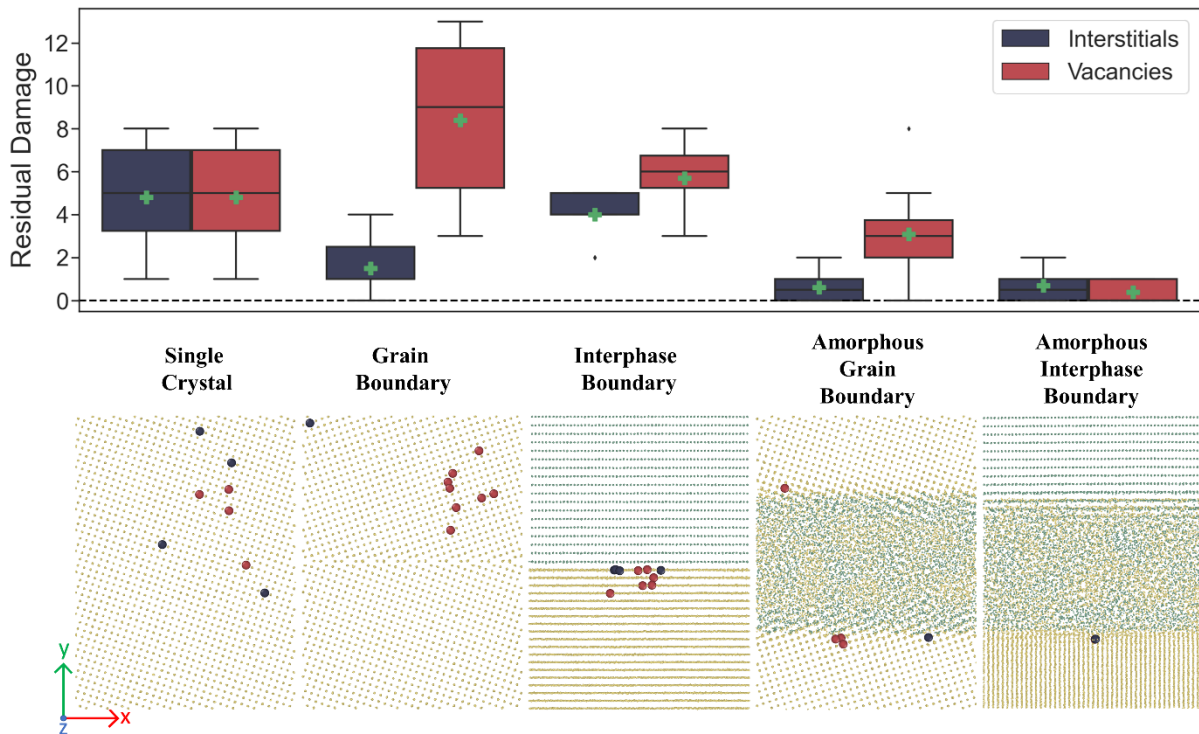 Residual Damage
12
10
8
6
4
2
0
Interstitials
Vacancies
Single
Crystal
Grain
Boundary
Interphase
Boundary
Amorphous
Grain
Boundary
Amorphous
Interphase
Boundary
y
z
x